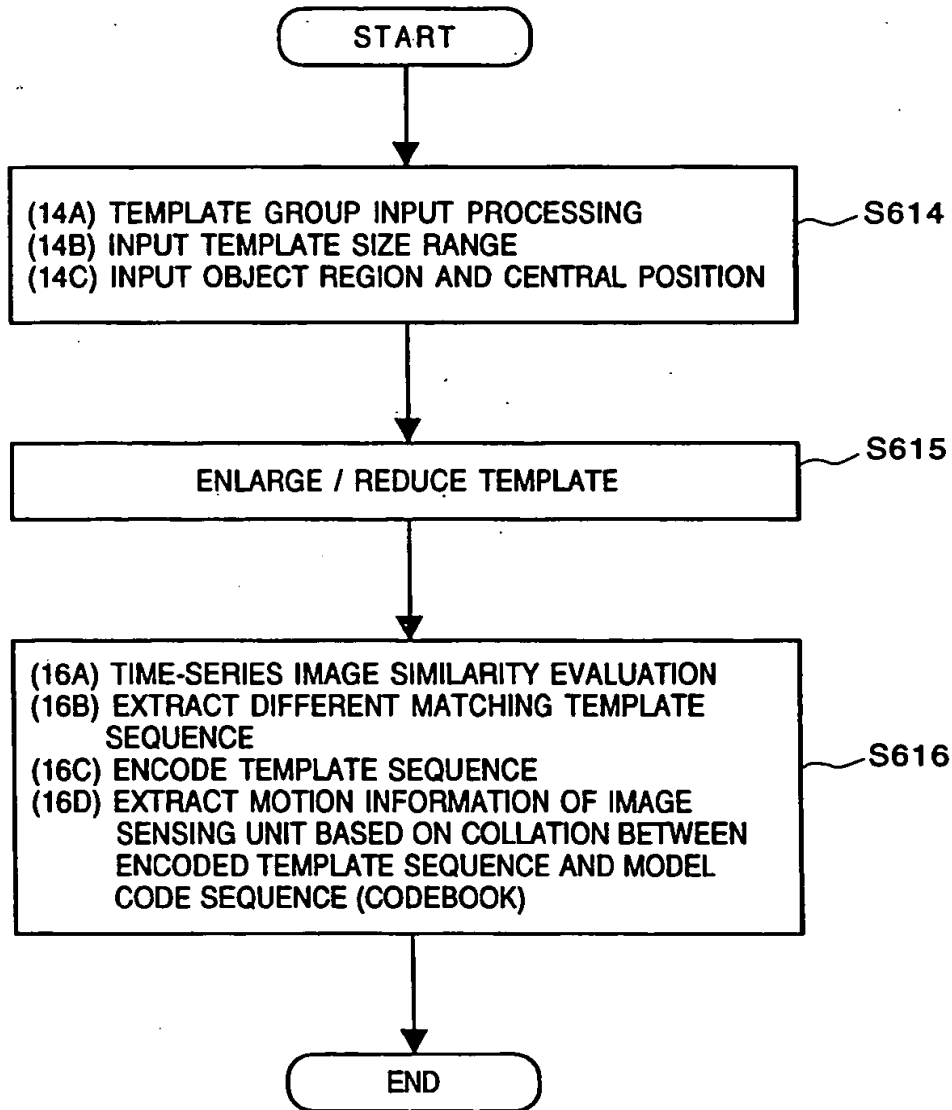 START
(14A) TEMPLATE GROUP INPUT PROCESSING
(14B) INPUT TEMPLATE SIZE RANGE
(14C) INPUT OBJECT REGION AND CENTRAL POSITION
S614
ENLARGE / REDUCE TEMPLATE
S615
(16A) TIME-SERIES IMAGE SIMILARITY EVALUATION
(16B) EXTRACT DIFFERENT MATCHING TEMPLATE
SEQUENCE
(16C) ENCODE TEMPLATE SEQUENCE
(16D) EXTRACT MOTION INFORMATION OF IMAGE
SENSING UNIT BASED ON COLLATION BETWEEN
ENCODED TEMPLATE SEQUENCE AND MODEL
CODE SEQUENCE (CODEBOOK)
S616
END